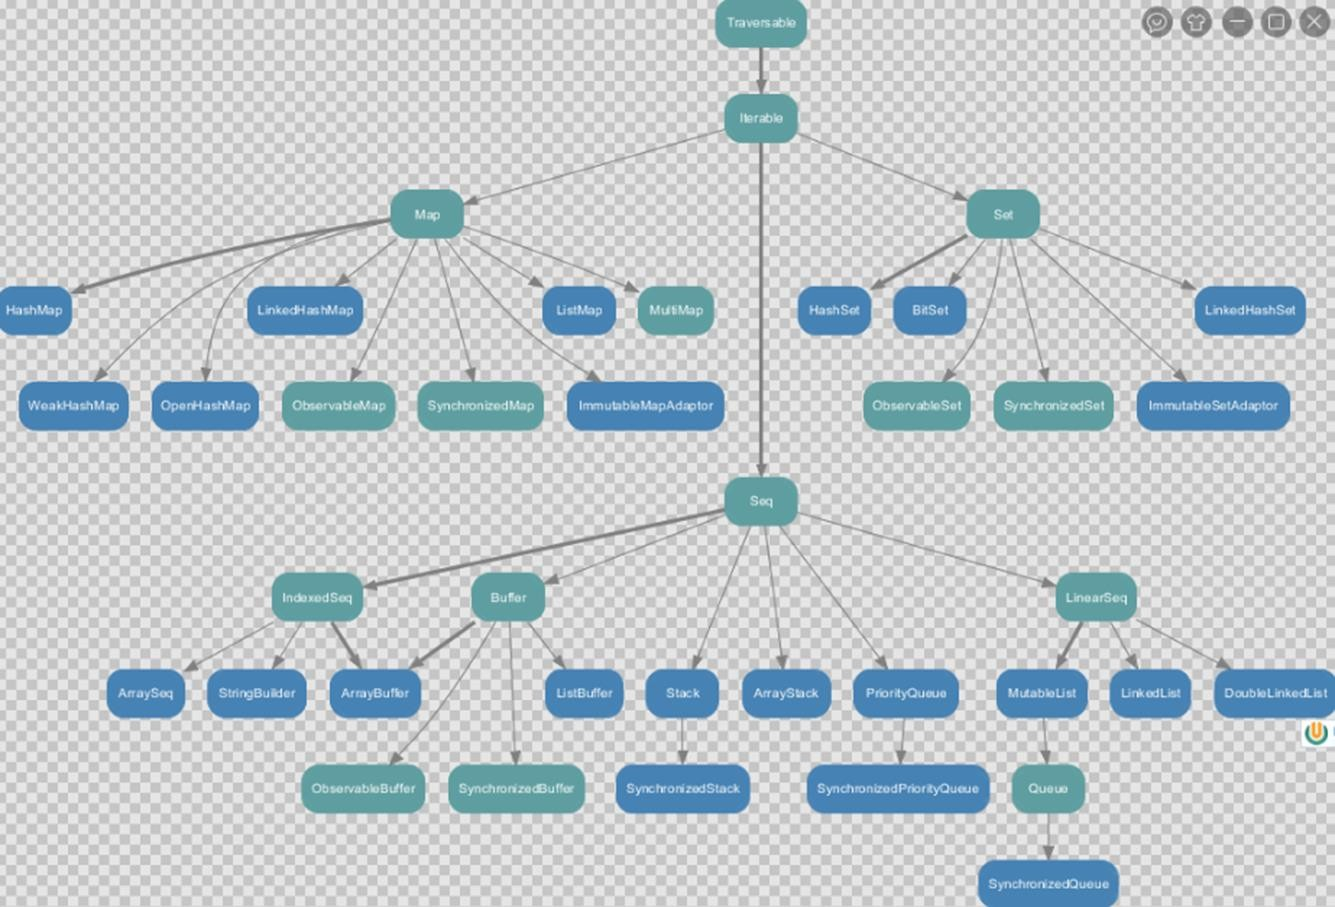 Traversable
Iterable
Map
Set
HashMap
LinkedHashMap
ListMap
MultiMap
HashSet
BitSet
LinkedHashSet
WeakHashMap
OpenHashMap
ObservableMap
SynchronizedMap
ImmutableMapAdaptor
ObservableSet
SynchronizedSet
ImmutableSetAdaptor
Seq
IndexedSeq
Buffer
LinearSeq
ArraySeq
StringBuilder
ArrayBuffer
ListBuffer
Stack
ArrayStack
PriorityQueue
MutableList
LinkedList
DoubleLinkedList
ObservableBuffer
SynchronizedBuffer
SynchronizedStack
SynchronizedPriorityQueue
Queue
SynchronizedQueue